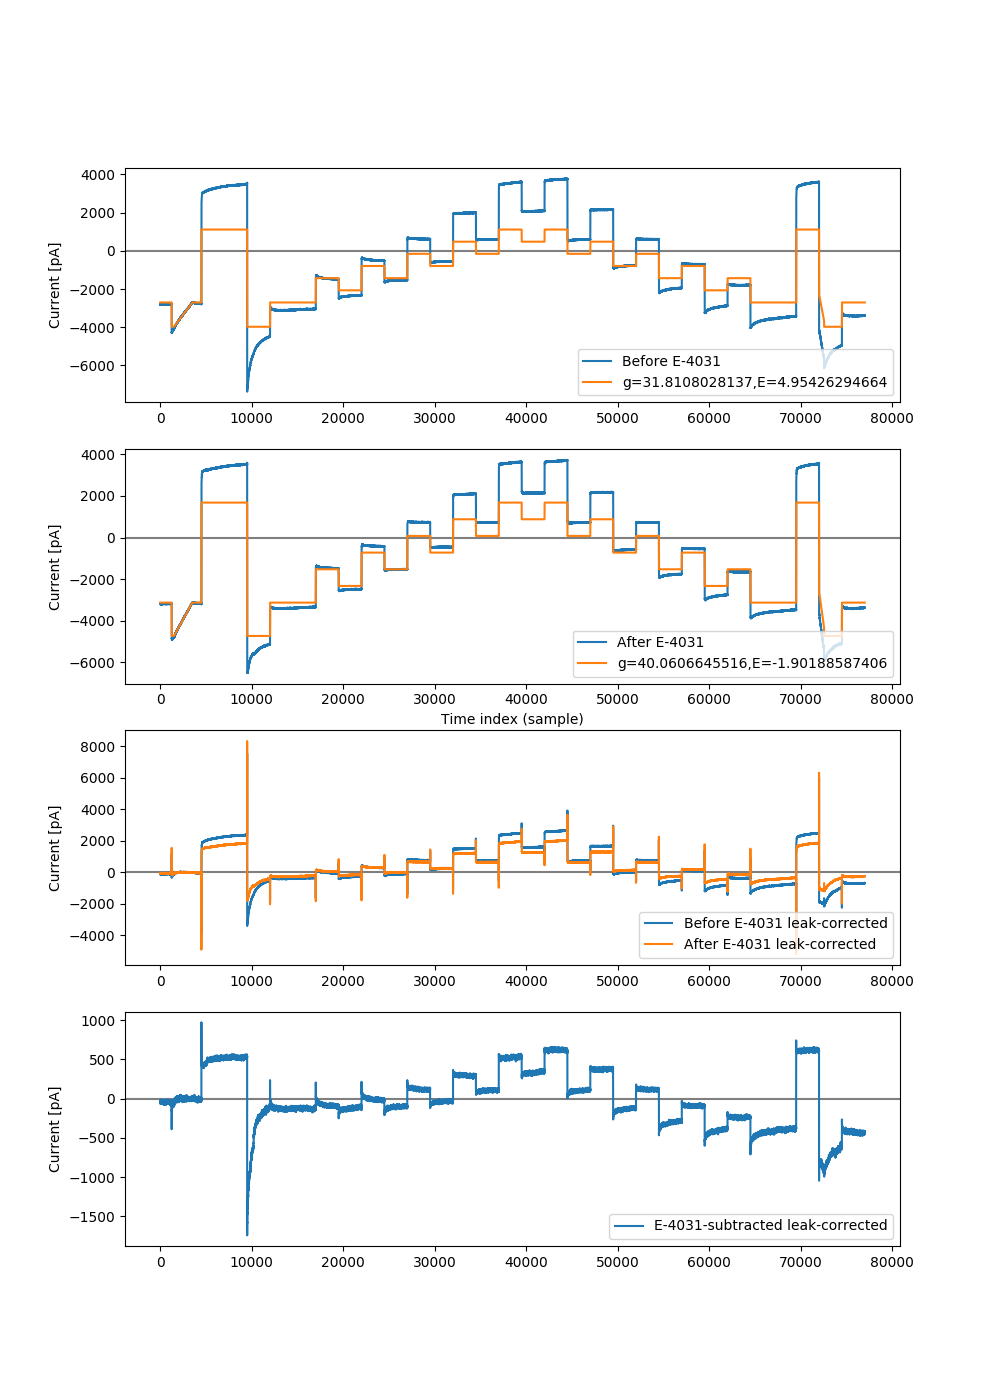 4000
2000
0
−2000
−4000
−6000
Current [pA]
Before E-4031
g=31.8108028137,E=4.95426294664
0 10000 20000 30000 40000 50000 60000 70000 80000
4000
2000
0
−2000
−4000
−6000
Current [pA]
After E-4031
g=40.0606645516,E=-1.90188587406
0 10000 20000 30000 40000 50000 60000 70000 80000
Time index (sample)
8000
6000
4000
2000
0
−2000
−4000
Current [pA]
Before E-4031 leak-corrected
After E-4031 leak-corrected
0 10000 20000 30000 40000 50000 60000 70000 80000
1000
500
0
−500
−1000
−1500
Current [pA]
E-4031-subtracted leak-corrected
0 10000 20000 30000 40000 50000 60000 70000 80000